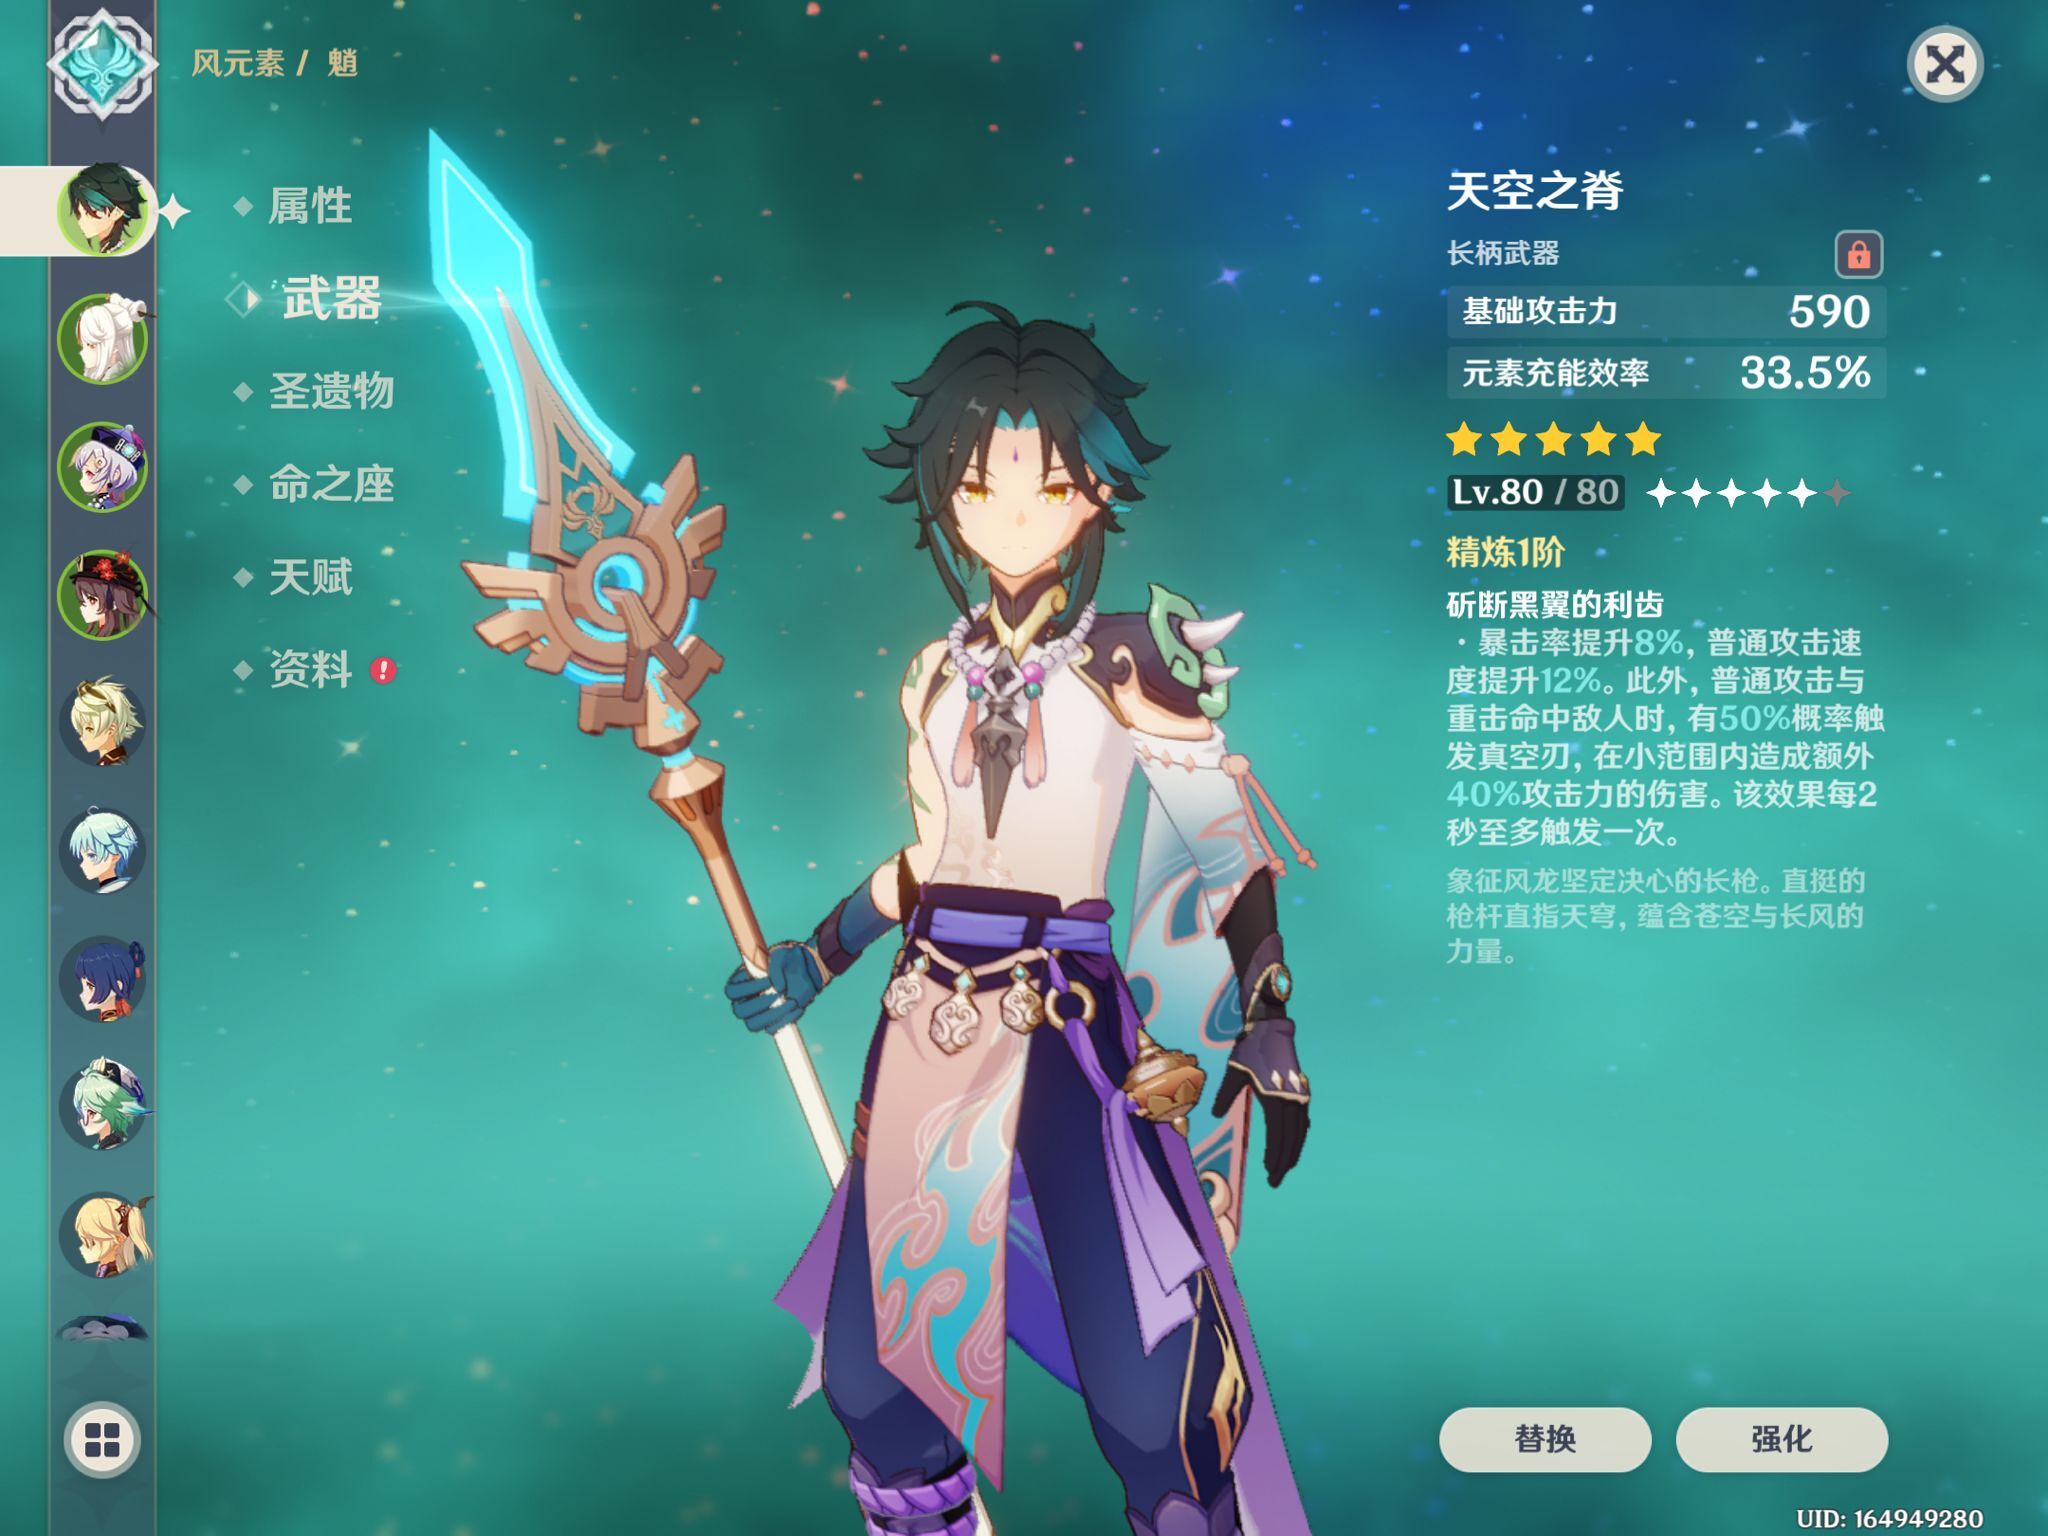 风元素 / 魈
属性
武器
圣遗物
命之座
天赋
资料
天空之脊
长柄武器
基础攻击力 590
元素充能效率 33.5%
Lv.80 / 80
精炼1阶
斫断黑翼的利齿
·暴击率提升8%，普通攻击速
度提升12%。此外，普通攻击与
重击命中敌人时，有50%概率触
发真空刃，在小范围内造成额外
40%攻击力的伤害。该效果每2
秒至多触发一次。
象征风龙坚定决心的长枪。直挺的
枪杆直指天穹，蕴含苍空与长风的
力量。
替换
强化
UID: 164949280